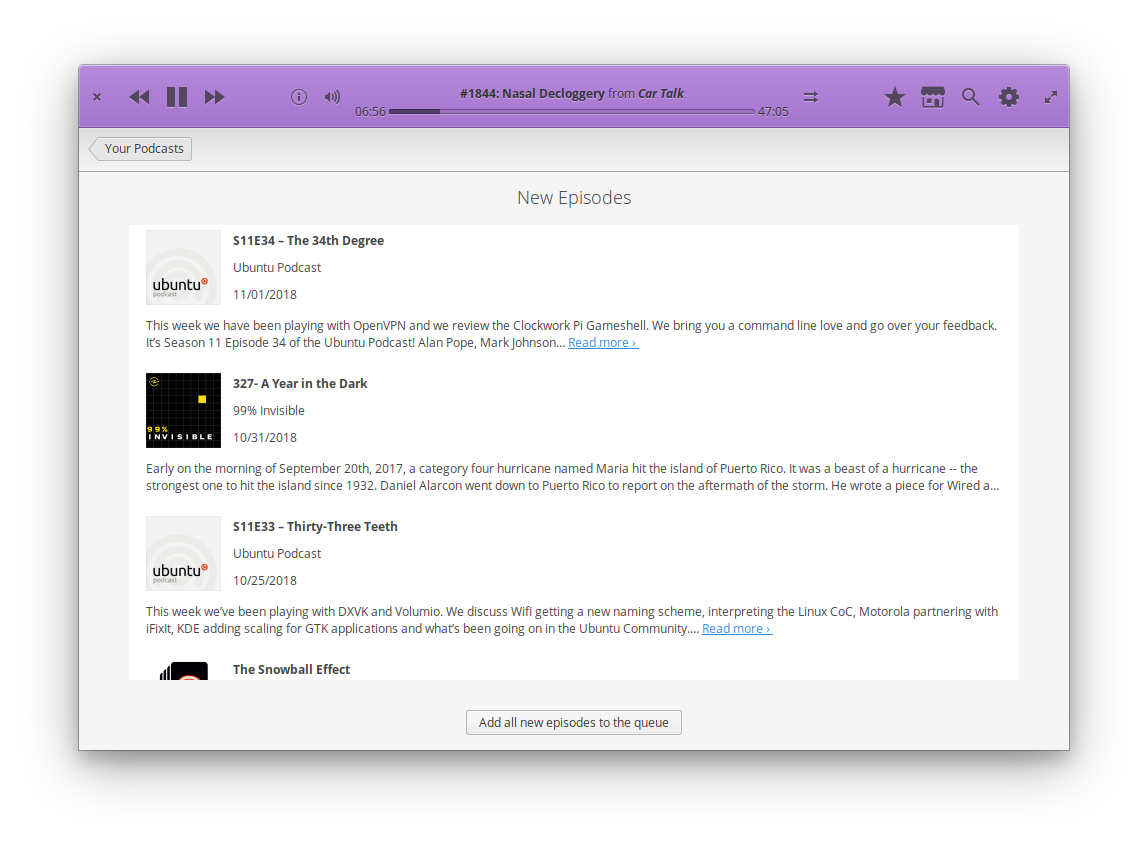 #1844: Nasal Decloggery from Car Talk
06:56 47:05
Your Podcasts
New Episodes
ubuntu
podcast
S11E34 – The 34th Degree
Ubuntu Podcast
11/01/2018
This week we have been playing with OpenVPN and we review the Clockwork Pi Gameshell. We bring you a command line love and go over your feedback.
It’s Season 11 Episode 34 of the Ubuntu Podcast! Alan Pope, Mark Johnson... Read more ›
99%
INVISIBLE
327- A Year in the Dark
99% Invisible
10/31/2018
Early on the morning of September 20th, 2017, a category four hurricane named Maria hit the island of Puerto Rico. It was a beast of a hurricane -- the
strongest one to hit the island since 1932. Daniel Alarcon went down to Puerto Rico to report on the aftermath of the storm. He wrote a piece for Wired a...
ubuntu
podcast
S11E33 – Thirty-Three Teeth
Ubuntu Podcast
10/25/2018
This week we’ve been playing with DXVK and Volumio. We discuss Wifi getting a new naming scheme, interpreting the Linux CoC, Motorola partnering with
iFixIt, KDE adding scaling for GTK applications and what’s been going on in the Ubuntu Community.... Read more ›
The Snowball Effect
Add all new episodes to the queue